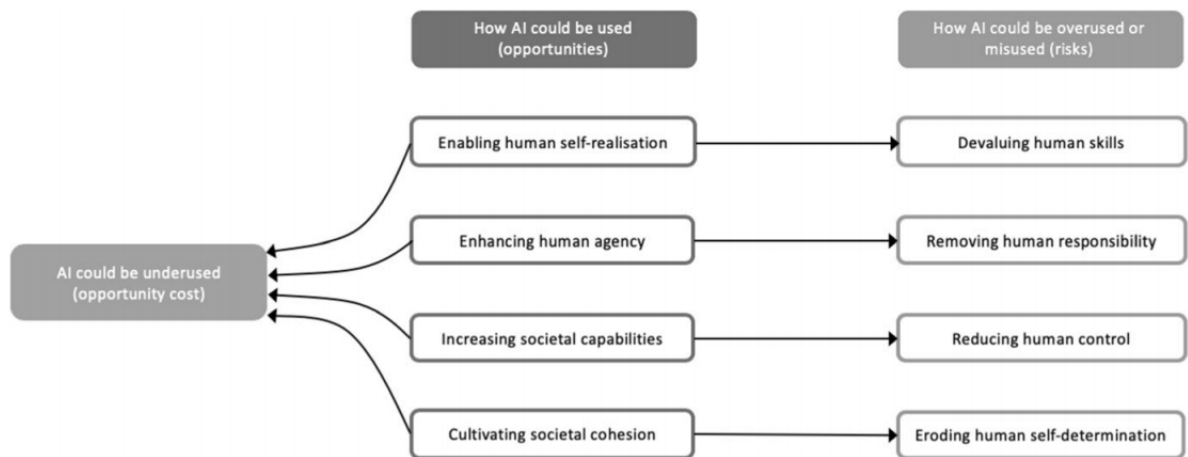 How AI could be used
(opportunities)
How AI could be overused or
misused (risks)
Enabling human self-realisation
Devaluing human skills
Enhancing human agency
Removing human responsibility
AI could be underused
(opportunity cost)
Increasing societal capabilities
Reducing human control
Cultivating societal cohesion
Eroding human self-determination